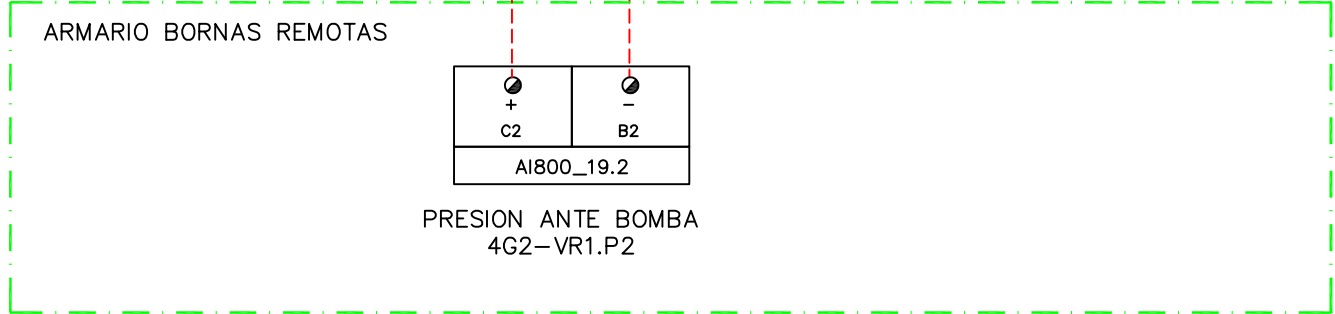 ARMARIO BORNAS REMOTAS
+ −
C2 B2
AI800_19.2
PRESION ANTE BOMBA
4G2−VR1.P2